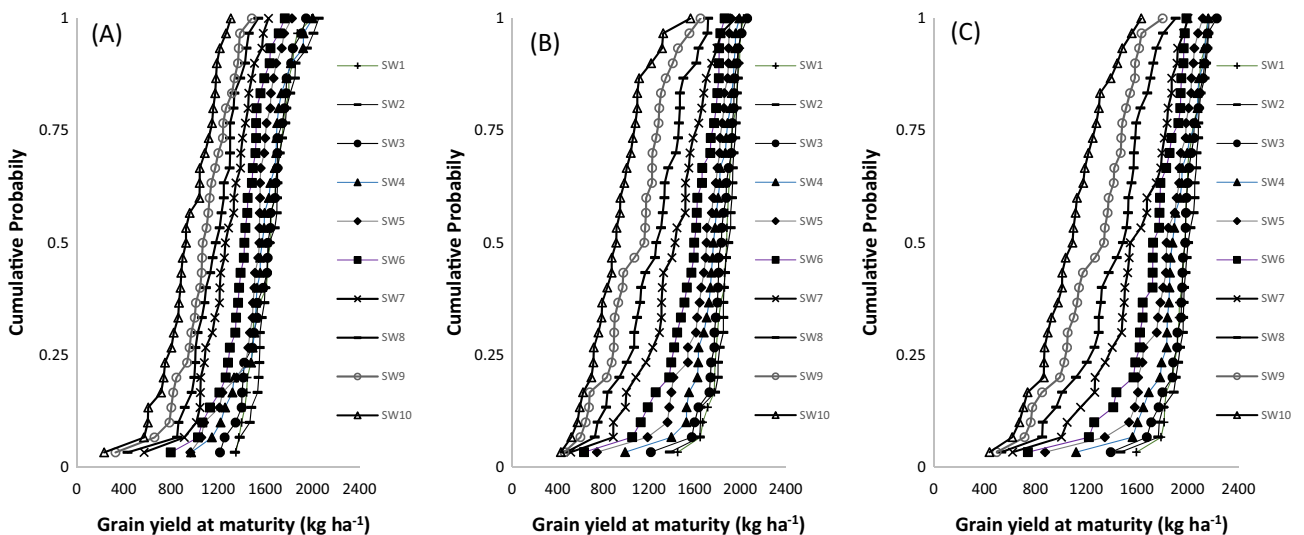 (A)
Cumulative Probabily
1
0.75
0.5
0.25
0
0 400 800 1200 1600 2000 2400
Grain yield at maturity (kg ha-1)
SW1
SW2
SW3
SW4
SW5
SW6
SW7
SW8
SW9
SW10
(B)
Cumulative Probabily
1
0.75
0.5
0.25
0
0 400 800 1200 1600 2000 2400
Grain yield at maturity (kg ha-1)
SW1
SW2
SW3
SW4
SW5
SW6
SW7
SW8
SW9
SW10
(C)
Cumulative Probabily
1
0.75
0.5
0.25
0
0 400 800 1200 1600 2000 2400
Grain yield at maturity (kg ha-1)
SW1
SW2
SW3
SW4
SW5
SW6
SW7
SW8
SW9
SW10